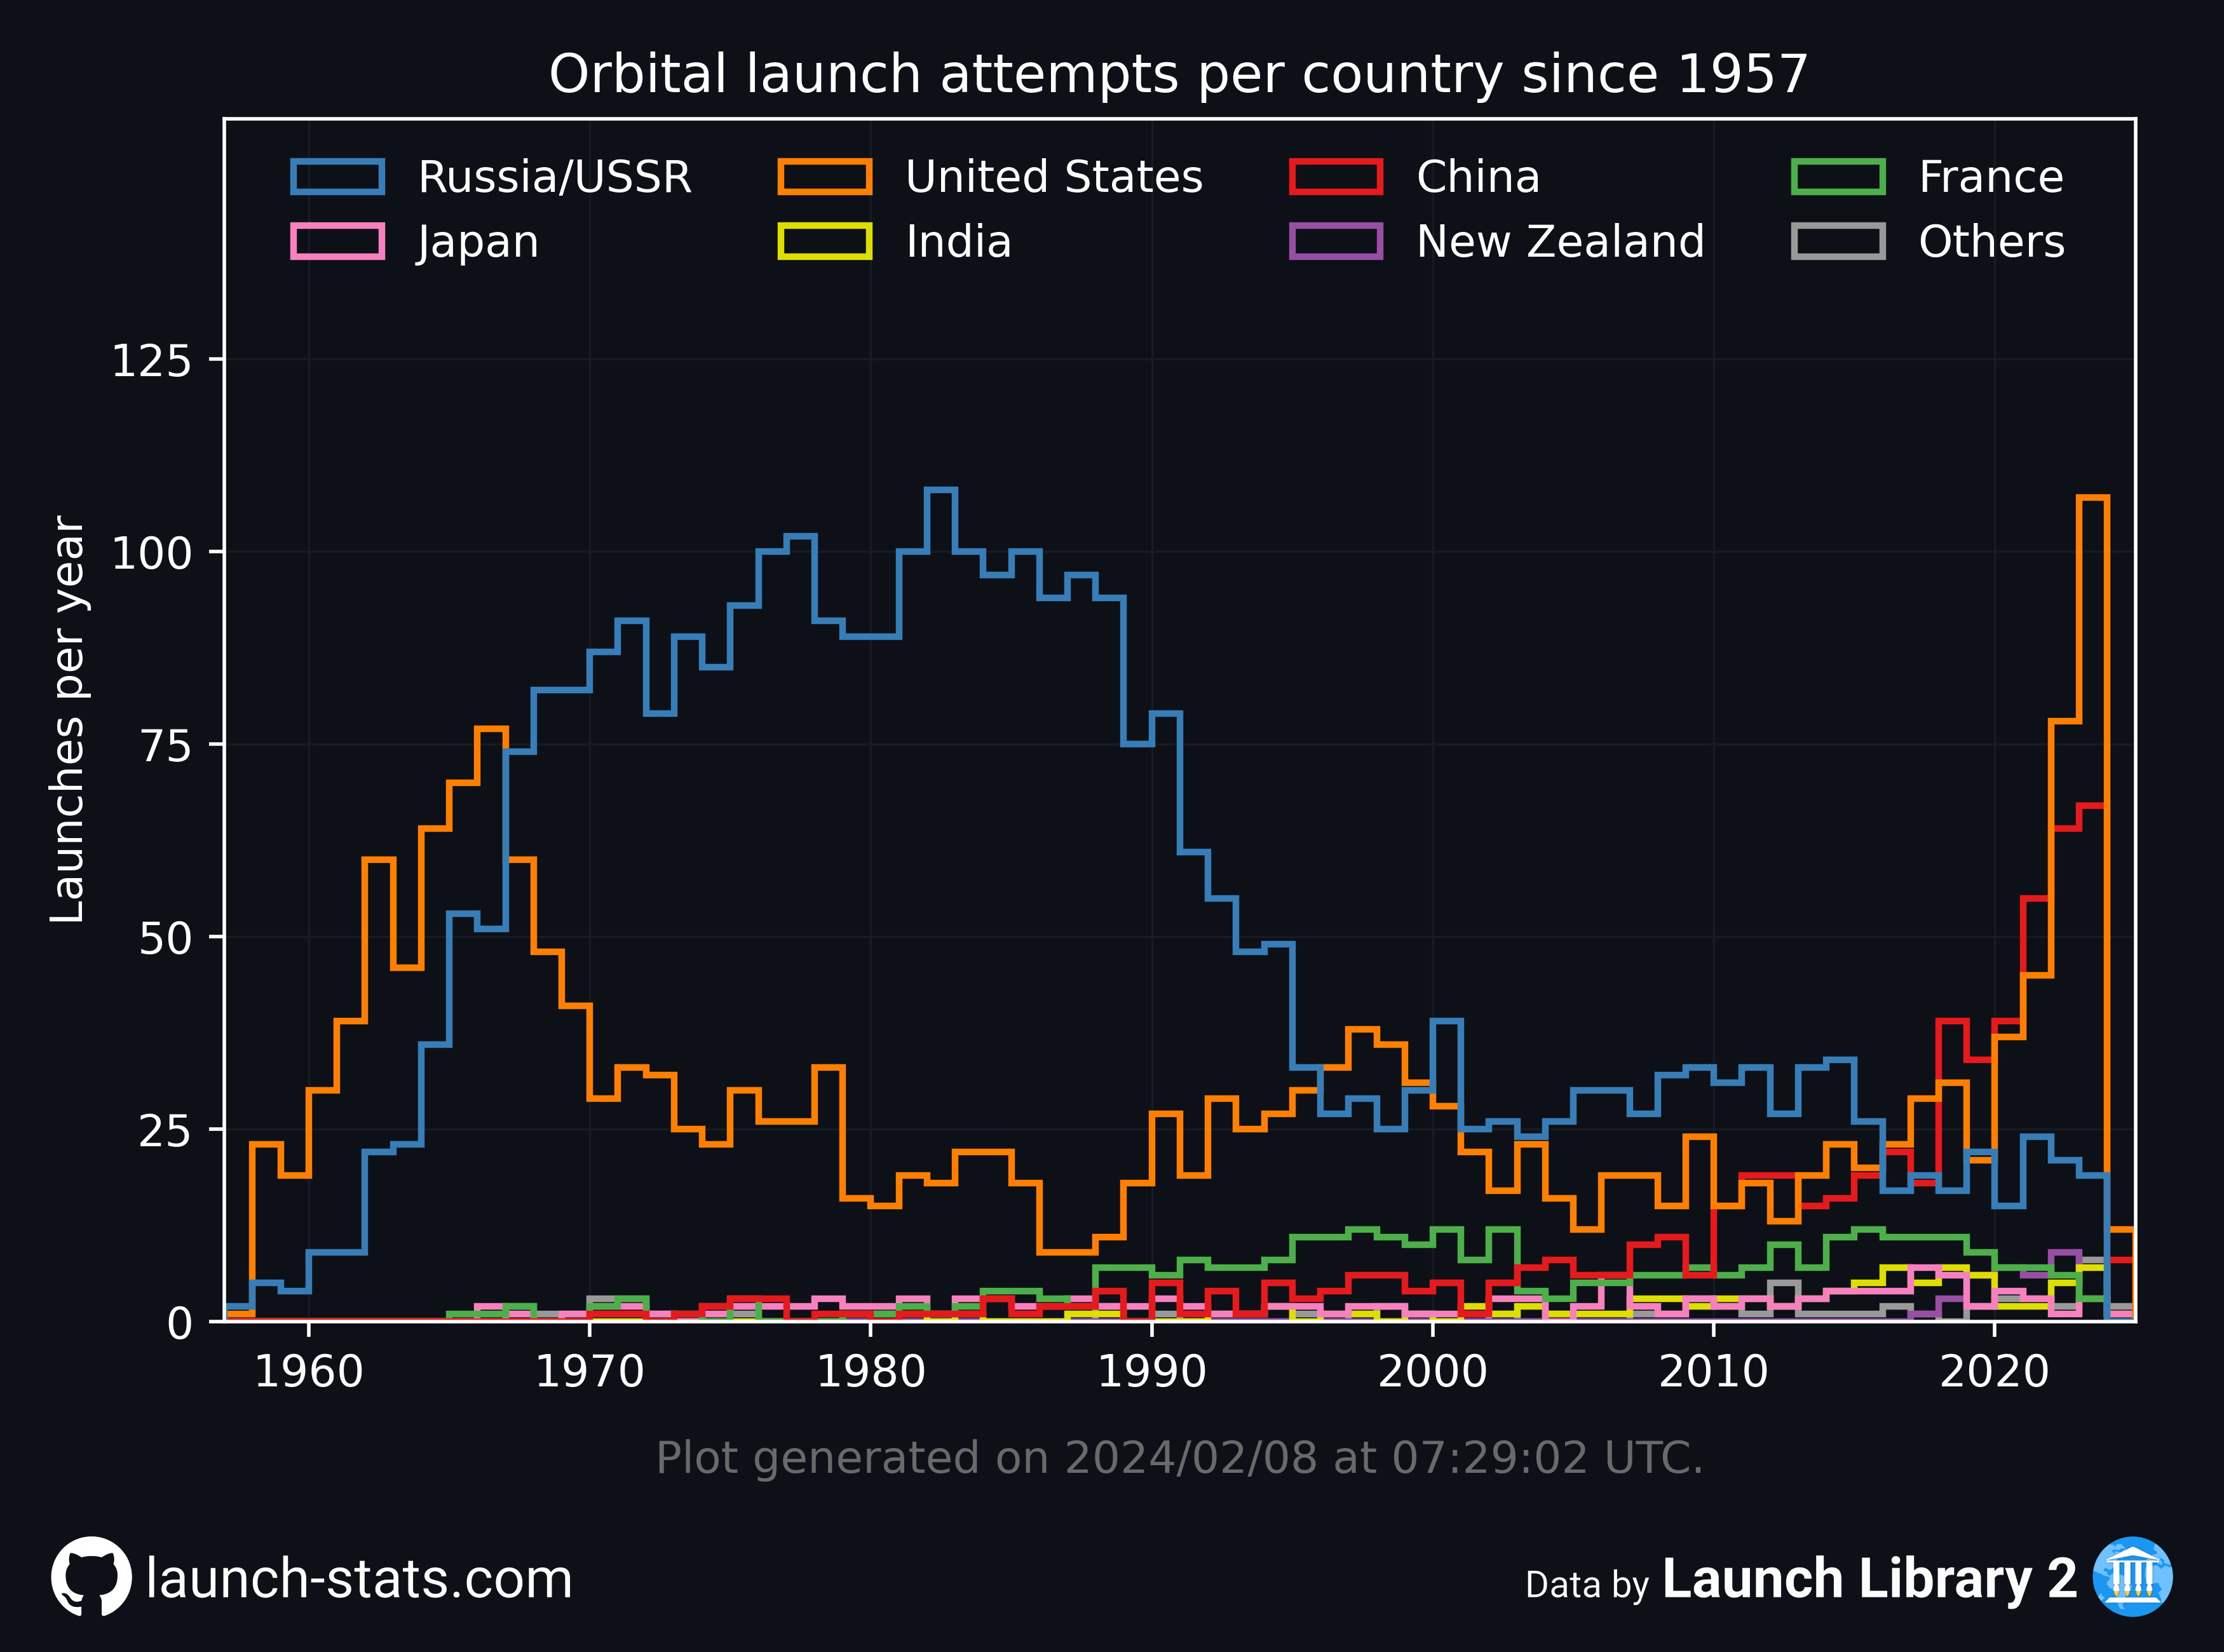 Orbital launch attempts per country since 1957
Russia/USSR United States China France
Japan India New Zealand Others
Launches per year
125
100
75
50
25
0
1960 1970 1980 1990 2000 2010 2020
Plot generated on 2024/02/08 at 07:29:02 UTC.
launch-stats.com
Data by Launch Library 2